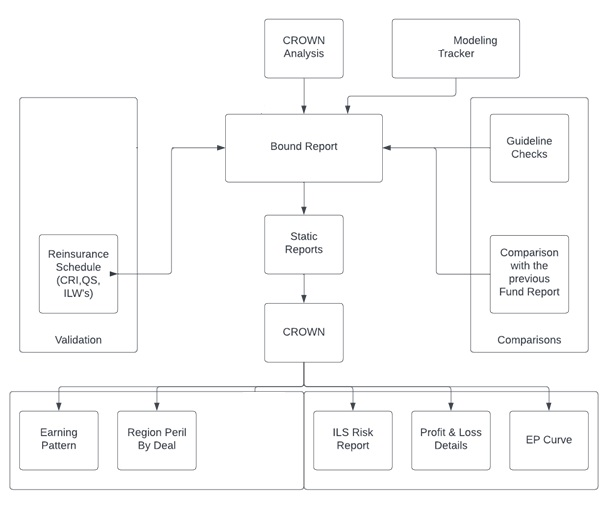 CROWN
Analysis
Modeling
Tracker
Bound Report
Guideline
Checks
Static
Reports
Reinsurance
Schedule
(CRI,QS,
ILW's)
Validation
Comparison
with the
previous
Fund Report
Comparisons
CROWN
Earning
Pattern
Region Peril
By Deal
ILS Risk
Report
Profit & Loss
Details
EP Curve